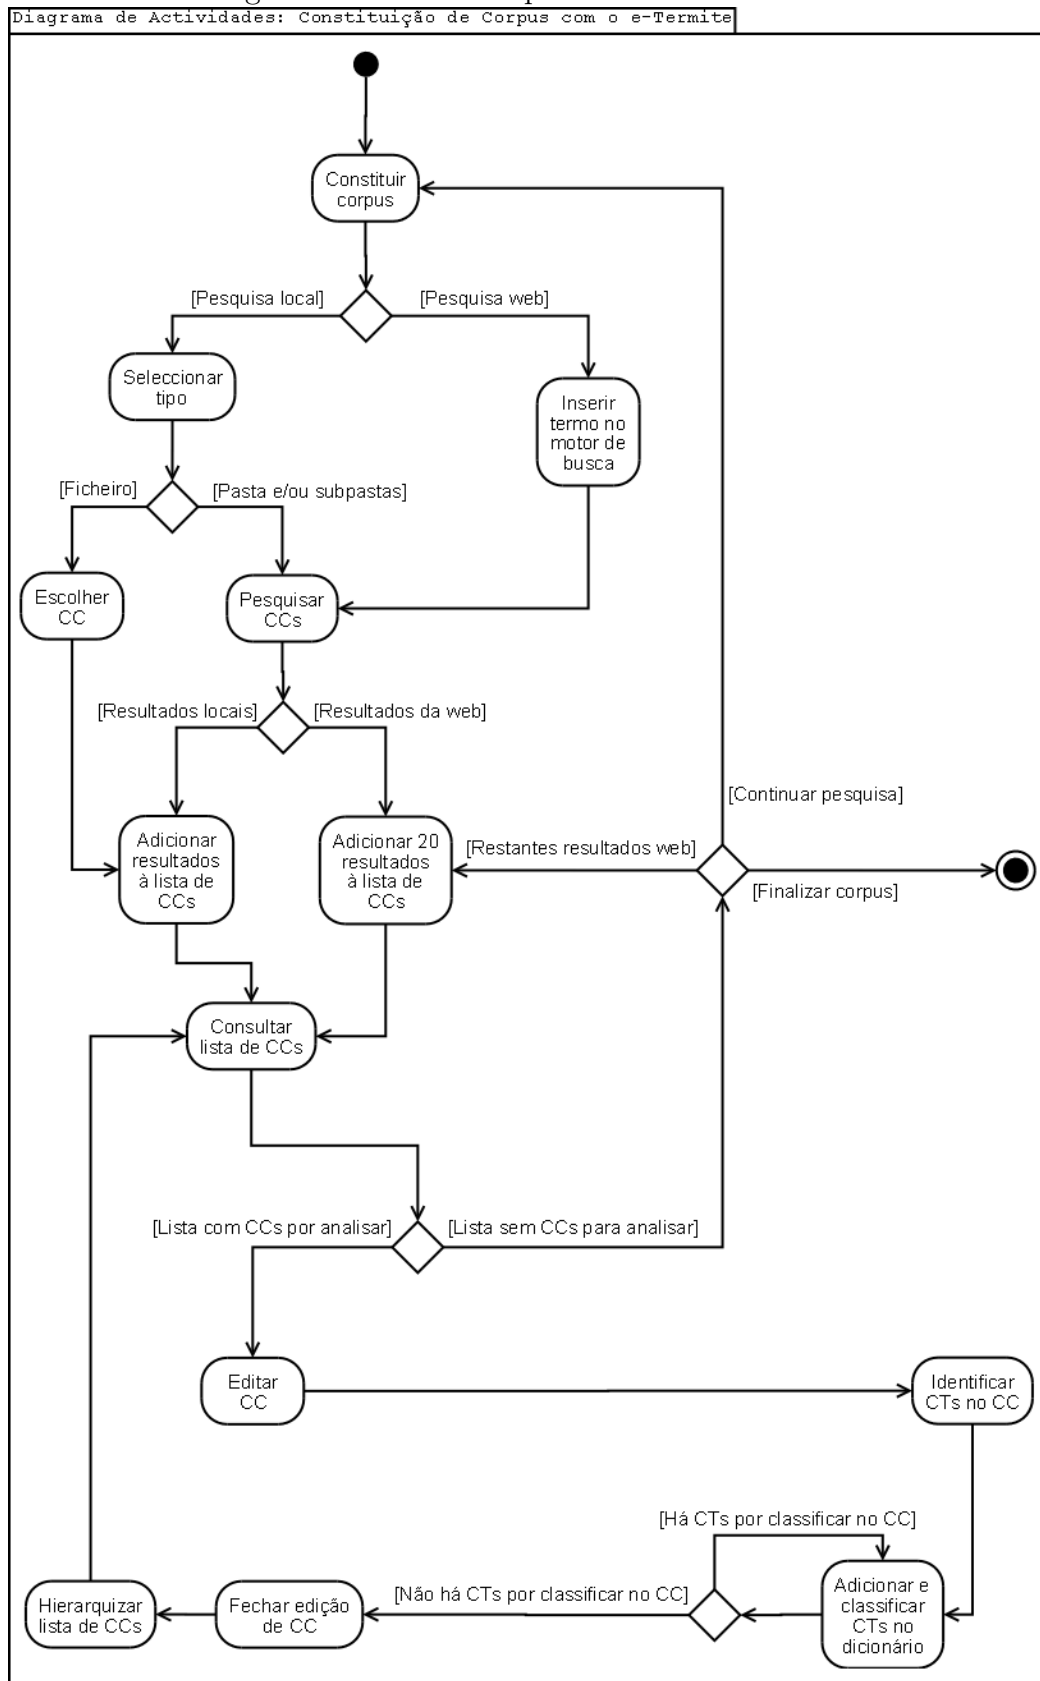 Diagrama de Actividades: Constituição de Corpus com o e-Termite
Constituir
corpus
[Pesquisa local]
[Pesquisa web]
Seleccionar
tipo
Inserir
termo no
motor de
busca
[Ficheiro]
[Pasta e/ou subpastas]
Escolher
CC
Pesquisar
CCs
[Resultados locais]
[Resultados da web]
[Continuar pesquisa]
Adicionar
resultados
à lista de
CCs
Adicionar 20
resultados
à lista de
CCs
[Restantes resultados web]
[Finalizar corpus]
Consultar
lista de CCs
[Lista com CCs por analisar]
[Lista sem CCs para analisar]
Editar
CC
Identificar
CTs no CC
[Há CTs por classificar no CC]
Adicionar e
classificar
CTs no
dicionário
[Não há CTs por classificar no CC]
Fechar edição
de CC
Hierarquizar
lista de CCs